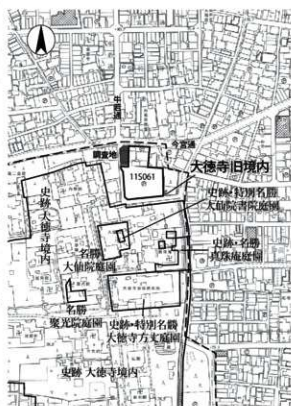 牛若通
今宮通
調査地
大徳寺旧境内
115061
史跡・特別名勝
大仙院書院庭園
史跡 大徳寺境内
史跡・名勝
真珠庵庭園
名勝
大仙院庭園
名勝
聚光院庭園
史跡・特別名勝
大徳寺方丈庭園
史跡 大徳寺境内